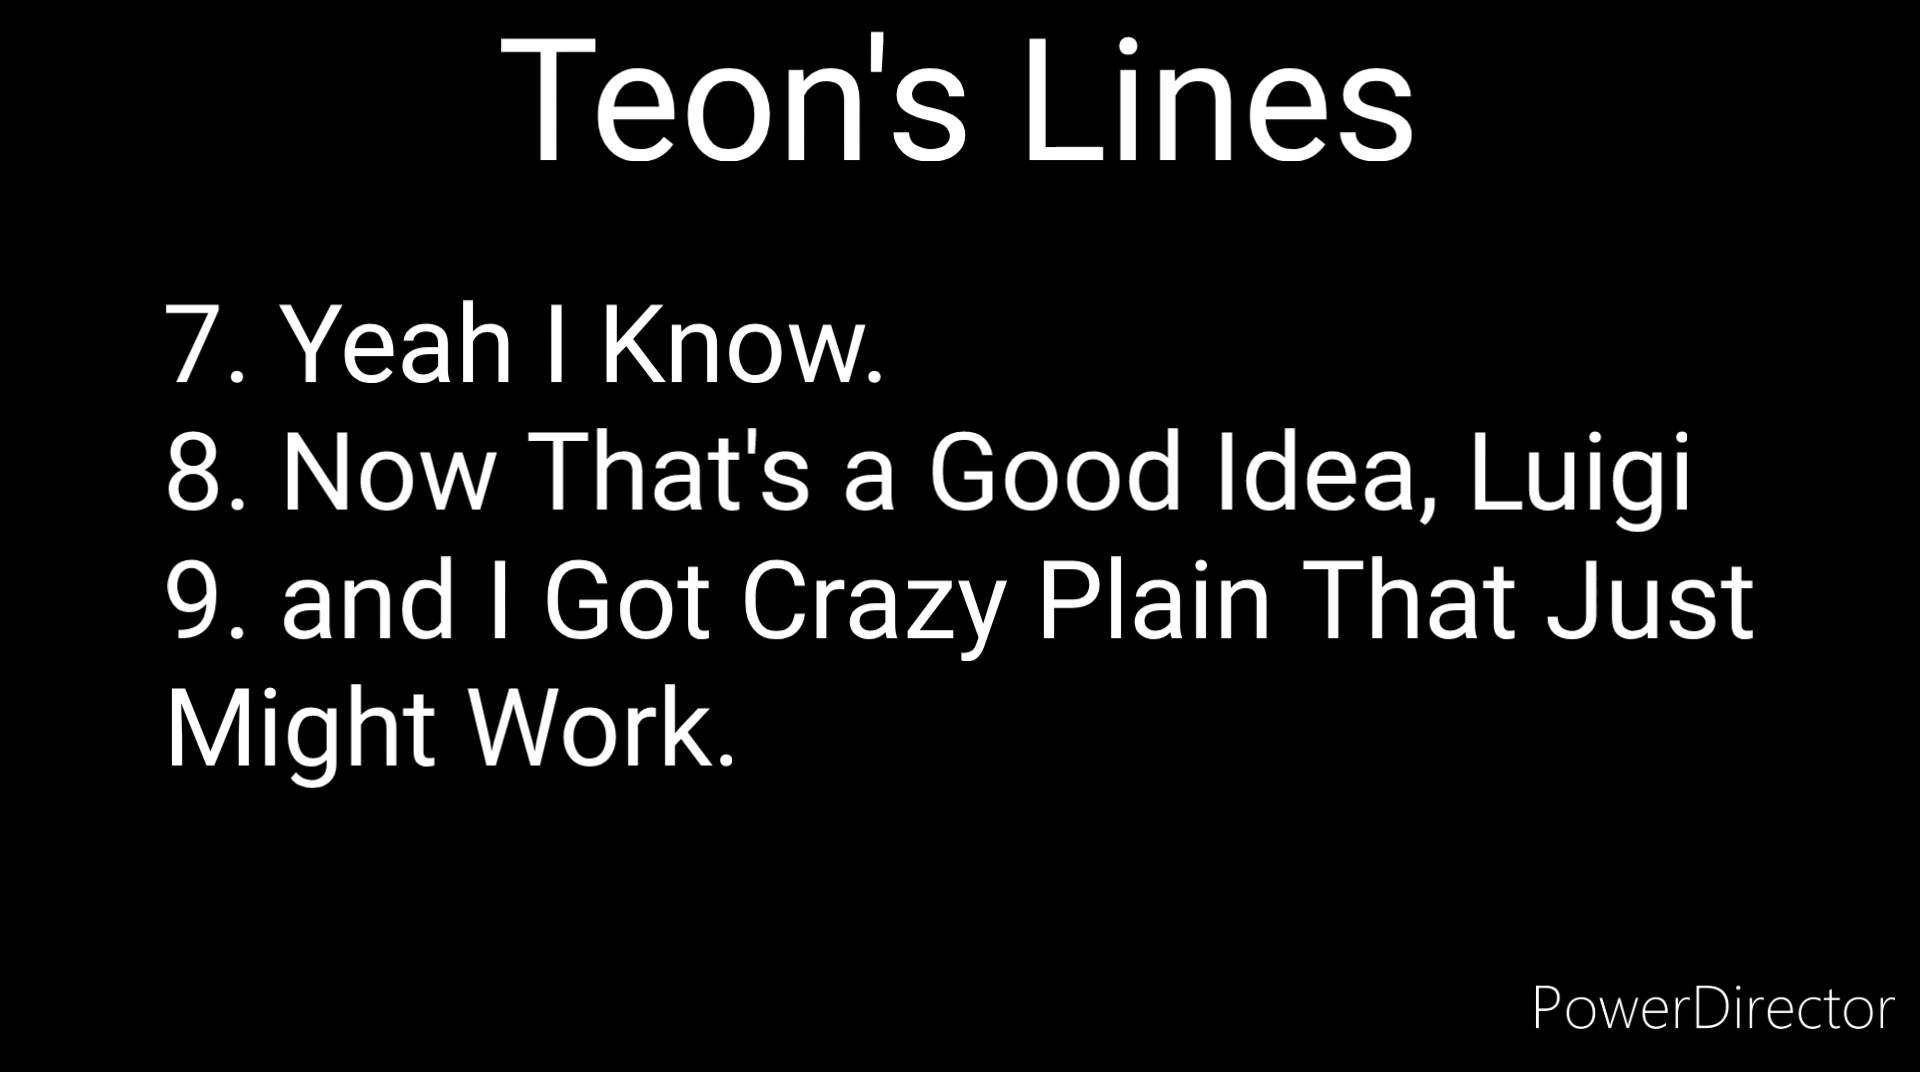 Teon's Lines
7. Yeah I Know.
8. Now That's a Good Idea, Luigi
9. and I Got Crazy Plain That Just
Might Work.
PowerDirector